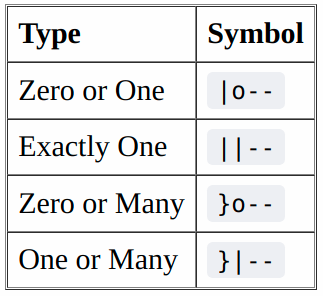 Type Symbol
Zero or One |o--
Exactly One ||--
Zero or Many }o--
One or Many }|--